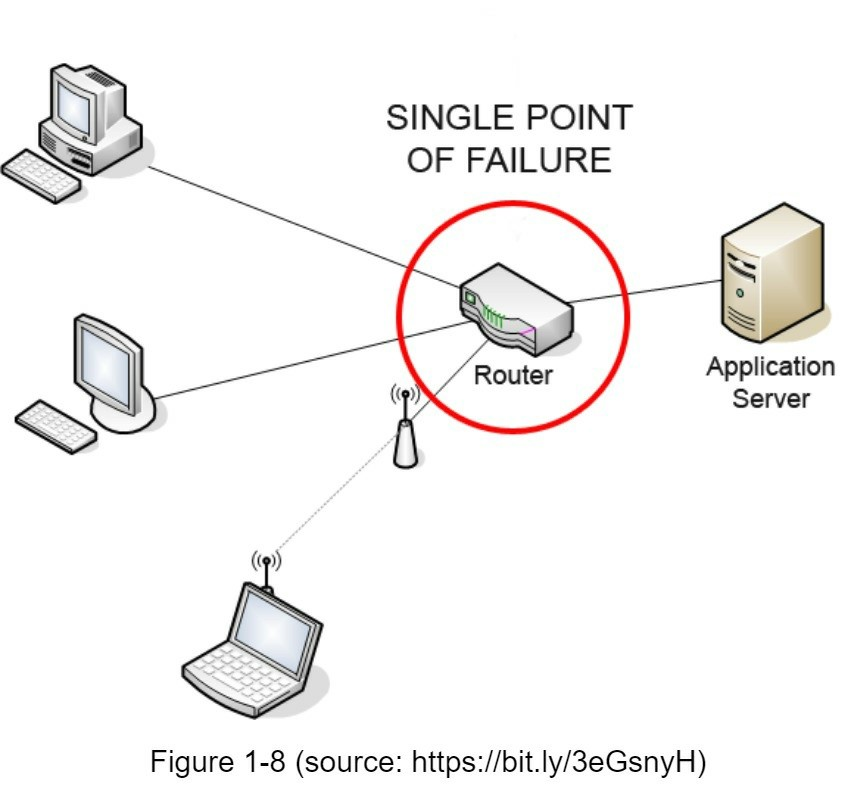 SINGLE POINT
OF FAILURE
Router
Application
Server
Figure 1-8 (source: https://bit.ly/3eGsnyH)